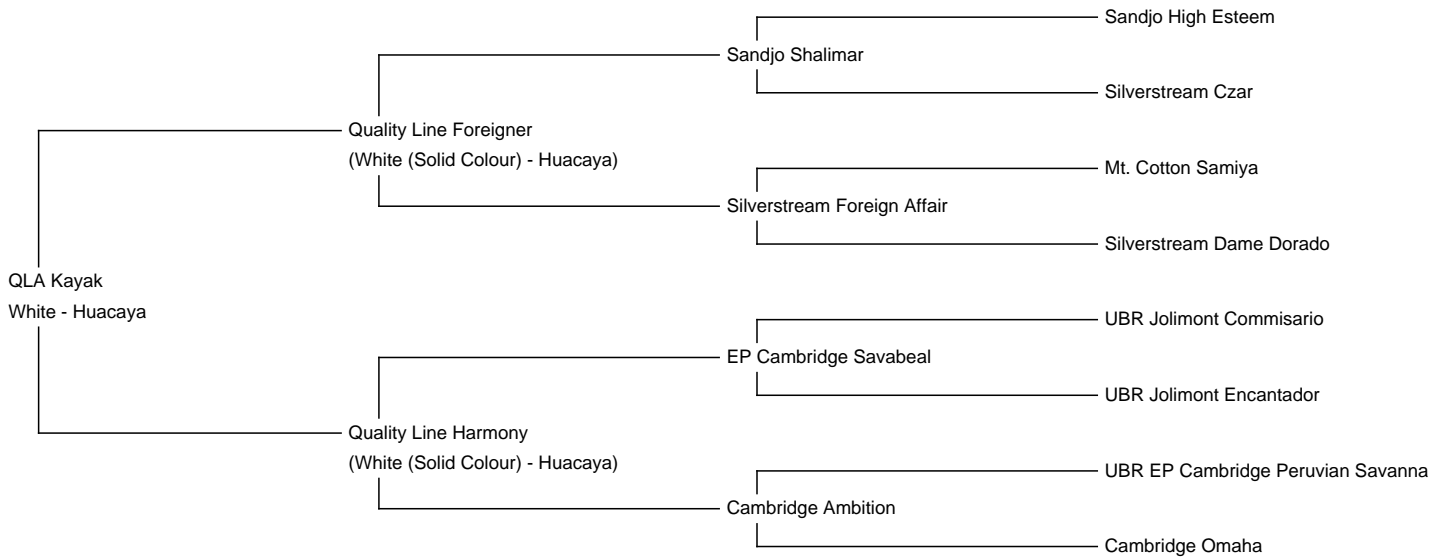 Sandjo High Esteem
Sandjo Shalimar
Silverstream Czar
Quality Line Foreigner
(White (Solid Colour) - Huacaya)
Mt. Cotton Samiya
Silverstream Foreign Affair
Silverstream Dame Dorado
QLA Kayak
White - Huacaya
UBR Jolimont Commisario
EP Cambridge Savabeal
UBR Jolimont Encantador
Quality Line Harmony
(White (Solid Colour) - Huacaya)
UBR EP Cambridge Peruvian Savanna
Cambridge Ambition
Cambridge Omaha